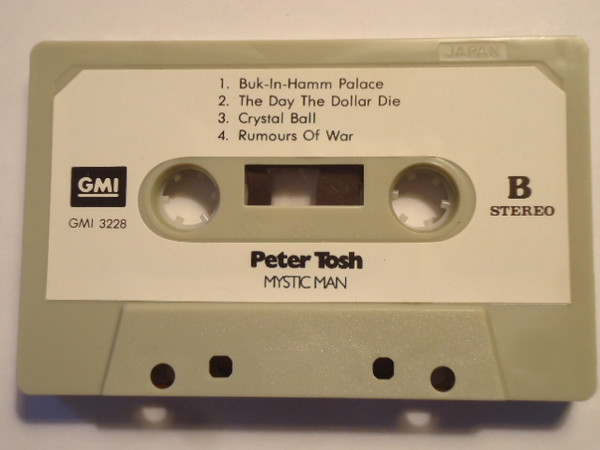 JAPAN
1. Buk-In-Hamm Palace
2. The Day The Dollar Die
3. Crystal Ball
4. Rumours Of War
GMI
GMI 3228
B
STEREO
Peter Tosh
MYSTIC MAN